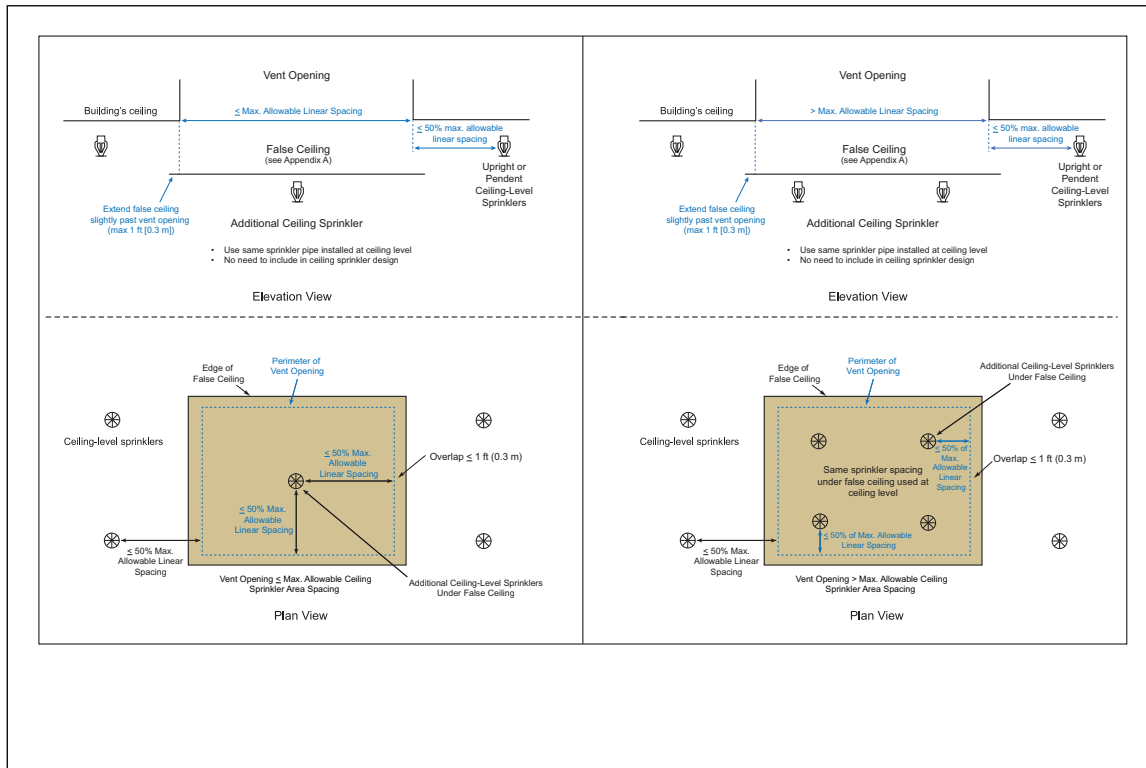 Vent Opening
Building's ceiling
≤ Max. Allowable Linear Spacing
≤ 50% max. allowable
linear spacing
False Ceiling
(see Appendix A)
Upright or
Pendent
Ceiling-Level
Sprinklers
Extend false ceiling
slightly past vent opening
(max 1 ft [0.3 m])
Additional Ceiling Sprinkler
• Use same sprinkler pipe installed at ceiling level
• No need to include in ceiling sprinkler design
Elevation View
Vent Opening
Building's ceiling
> Max. Allowable Linear Spacing
≤ 50% max. allowable
linear spacing
False Ceiling
(see Appendix A)
Upright or
Pendent
Ceiling-Level
Sprinklers
Extend false ceiling
slightly past vent opening
(max 1 ft [0.3 m])
Additional Ceiling Sprinklers
• Use same sprinkler pipe installed at ceiling level
• No need to include in ceiling sprinkler design
Elevation View
Edge of
False Ceiling
Perimeter of
Vent Opening
Ceiling-level sprinklers
≤ 50% Max.
Allowable
Linear Spacing
Overlap ≤ 1 ft (0.3 m)
≤ 50% Max.
Allowable
Linear Spacing
≤ 50% Max.
Allowable Linear
Spacing
Vent Opening ≤ Max. Allowable Ceiling
Sprinkler Area Spacing
Additional Ceiling-Level Sprinklers
Under False Ceiling
Plan View
Edge of
False Ceiling
Perimeter of
Vent Opening
Additional Ceiling-Level Sprinklers
Under False Ceiling
Ceiling-level sprinklers
≤ 50% of
Max.
Allowable
Linear
Spacing
Overlap ≤ 1 ft (0.3 m)
Same sprinkler spacing
under false ceiling used at
ceiling level
≤ 50% of Max. Allowable
Linear Spacing
≤ 50% Max.
Allowable Linear
Spacing
Vent Opening > Max. Allowable Ceiling
Sprinkler Area Spacing
Plan View